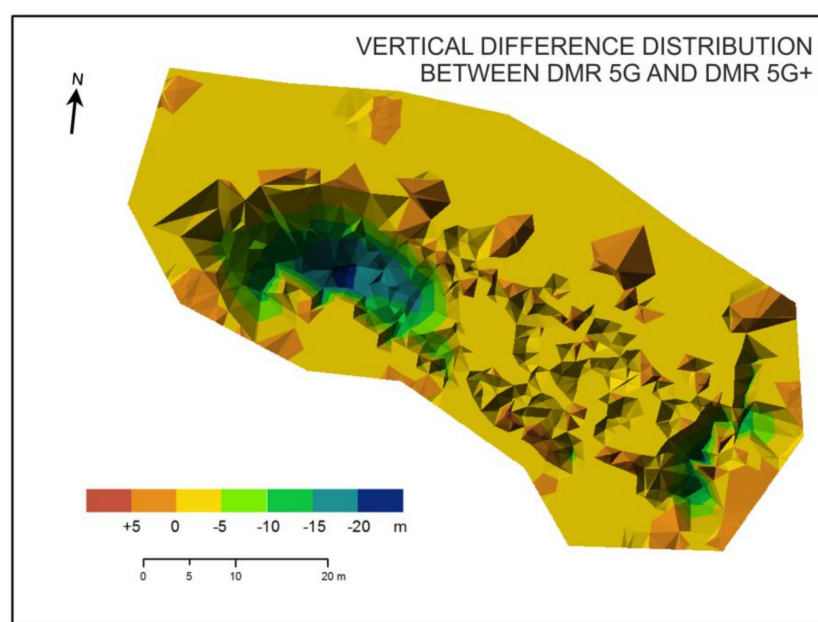 VERTICAL DIFFERENCE DISTRIBUTION
BETWEEN DMR 5G AND DMR 5G+
N
+5 0 -5 -10 -15 -20 m
0 5 10 20 m